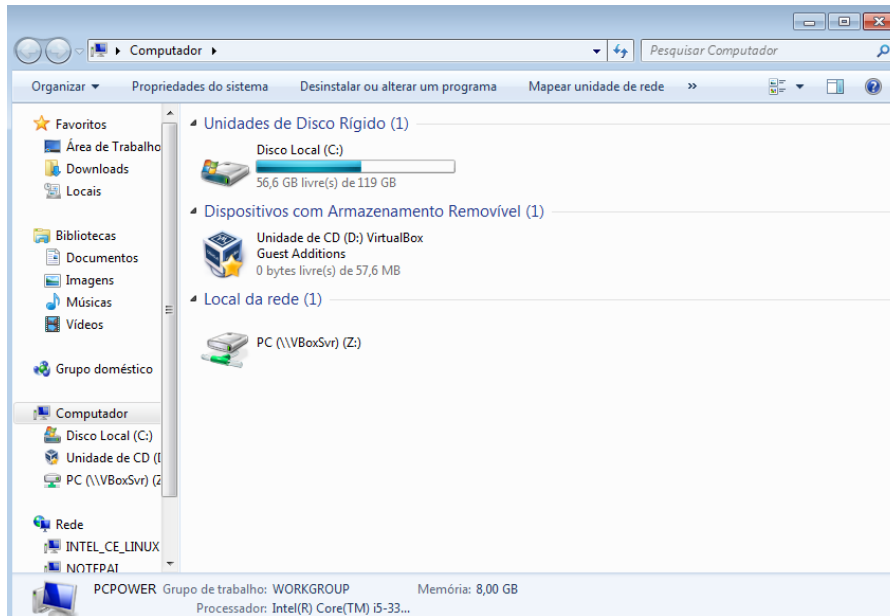 Computador
Pesquisar Computador
Organizar
Propriedades do sistema
Desinstalar ou alterar um programa
Mapear unidade de rede
»
Favoritos
Área de Trabalho
Downloads
Locais
Bibliotecas
Documentos
Imagens
Músicas
Vídeos
Grupo doméstico
Computador
Disco Local (C:)
Unidade de CD (D
PC (\\VBoxSvr) (Z
Rede
INTEL_CE_LINUX
NOTEPAI
Unidades de Disco Rígido (1)
Disco Local (C:)
56,6 GB livre(s) de 119 GB
Dispositivos com Armazenamento Removível (1)
Unidade de CD (D:) VirtualBox
Guest Additions
0 bytes livre(s) de 57,6 MB
Local da rede (1)
PC (\\VBoxSvr) (Z:)
PCPOWER Grupo de trabalho: WORKGROUP Memória: 8,00 GB
Processador: Intel(R) Core(TM) i5-33...